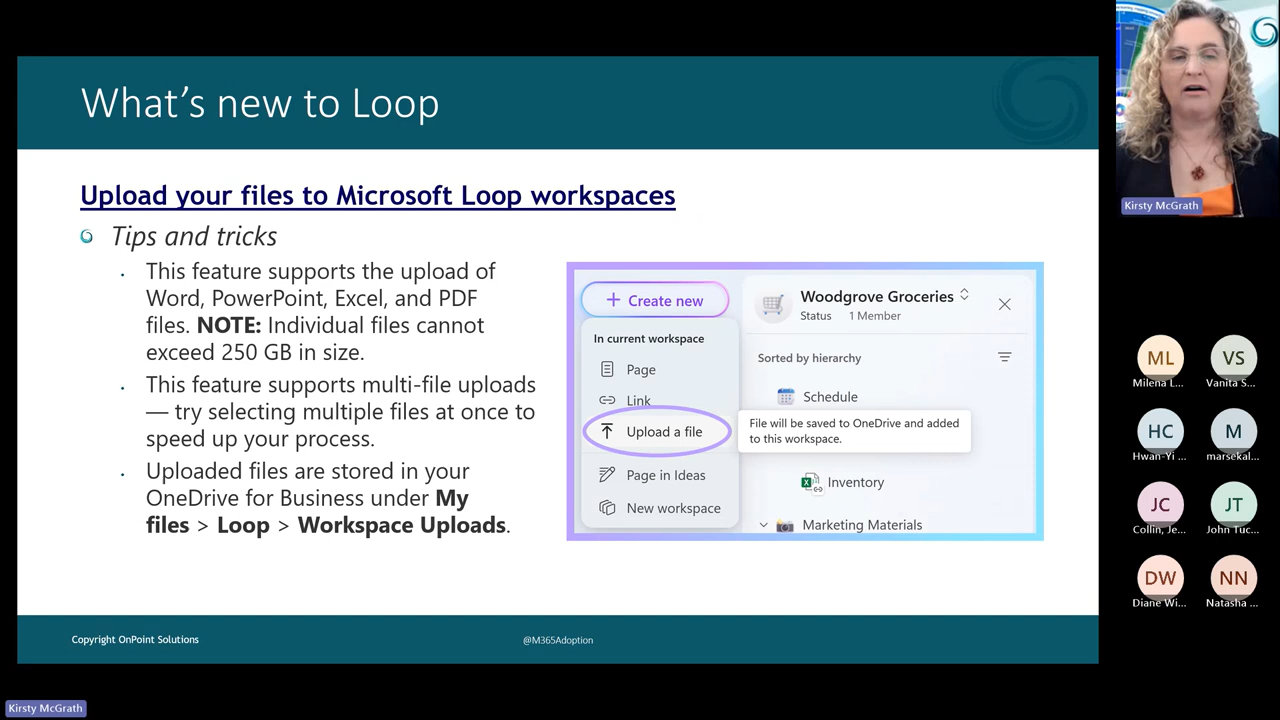 What's new to Loop
Upload your files to Microsoft Loop workspaces
Tips and tricks
This feature supports the upload of
Word, PowerPoint, Excel, and PDF
files. NOTE: Individual files cannot
exceed 250 GB in size.
This feature supports multi-file uploads
— try selecting multiple files at once to
speed up your process.
Uploaded files are stored in your
OneDrive for Business under My
files > Loop > Workspace Uploads.
+ Create new
In current workspace
Page
Link
Upload a file
Page in Ideas
New workspace
Woodgrove Groceries
Status 1 Member
Sorted by hierarchy
Schedule
File will be saved to OneDrive and added
to this workspace.
Inventory
Marketing Materials
Copyright OnPoint Solutions
@M365Adoption
Kirsty McGrath
ML
Milena L...
VS
Vanita S...
HC
Hwan-Yi ...
M
marsekal...
JC
Collin, Je...
JT
John Tuc...
DW
Diane Wi...
NN
Natasha ...
Kirsty McGrath